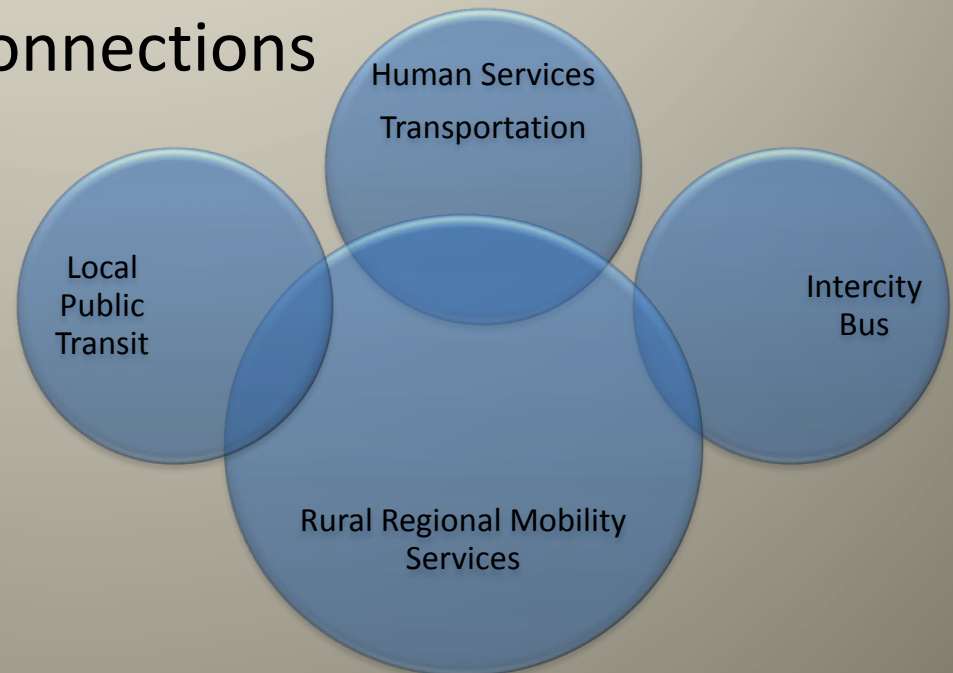 onnections
Human Services
Transportation
Local
Public
Transit
Intercity
Bus
Rural Regional Mobility
Services